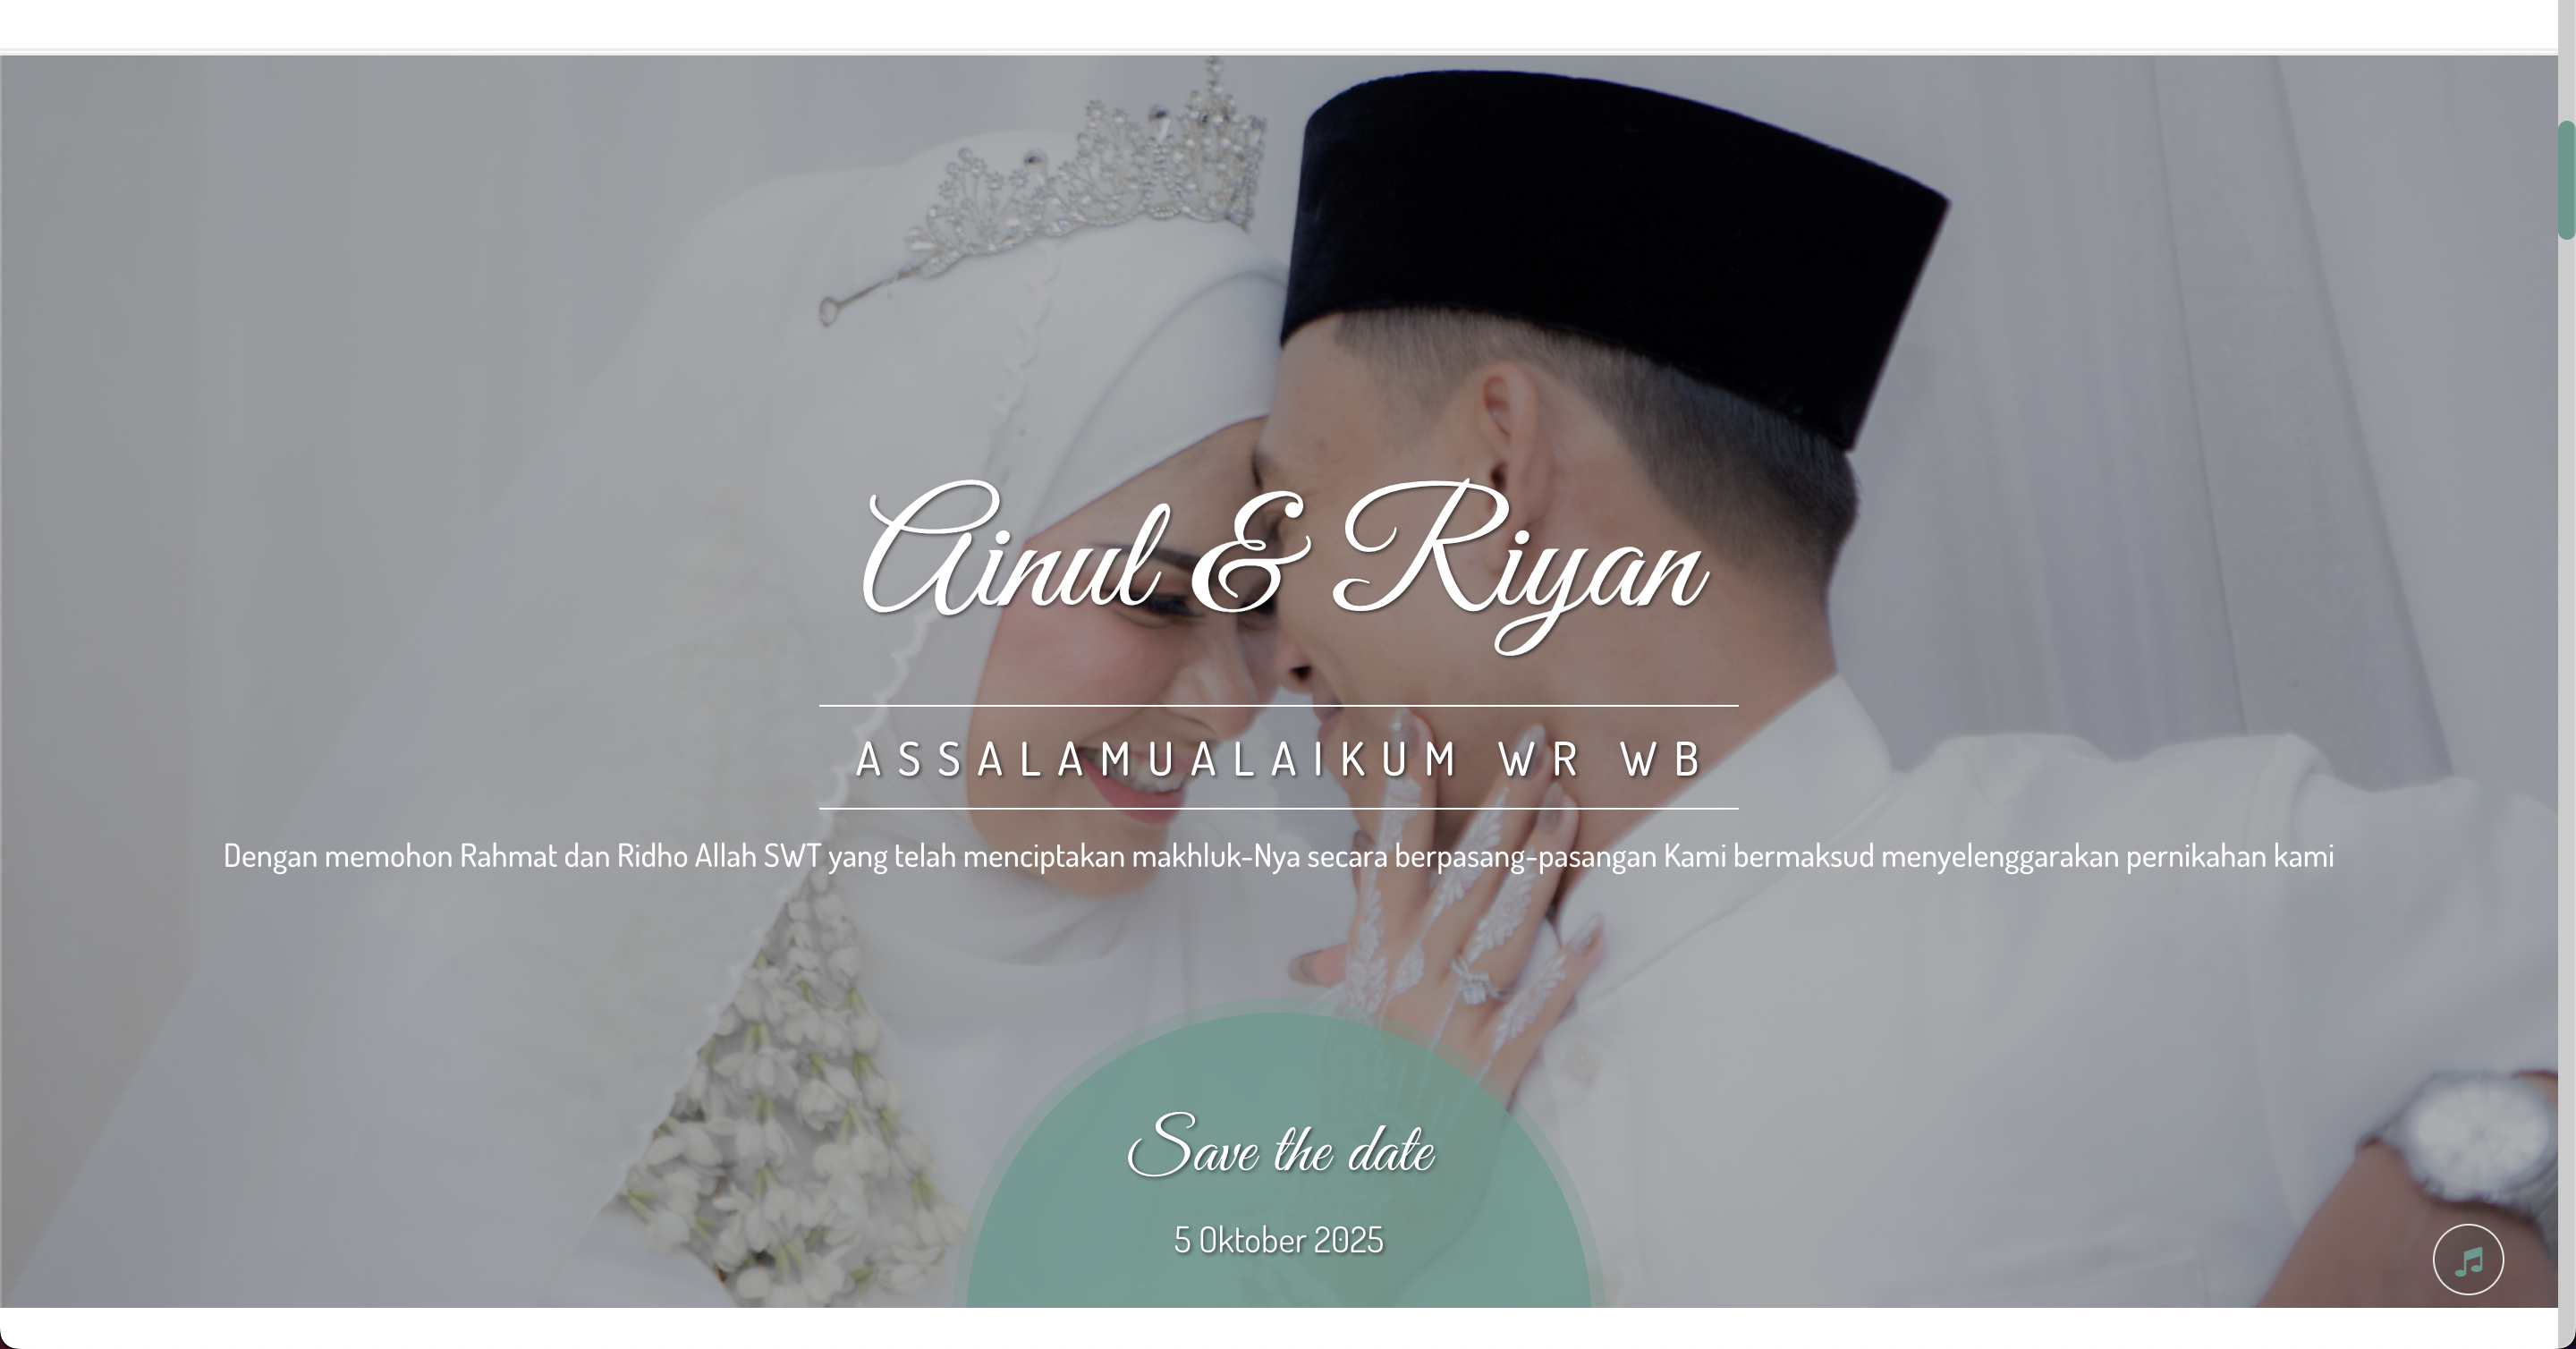 Ainul & Riyan
ASSALAMUALAIKUM WR WB
Dengan memohon Rahmat dan Ridho Allah SWT yang telah menciptakan makhluk-Nya secara berpasang-pasangan Kami bermaksud menyelenggarakan pernikahan kami
Save the date
5 Oktober 2025